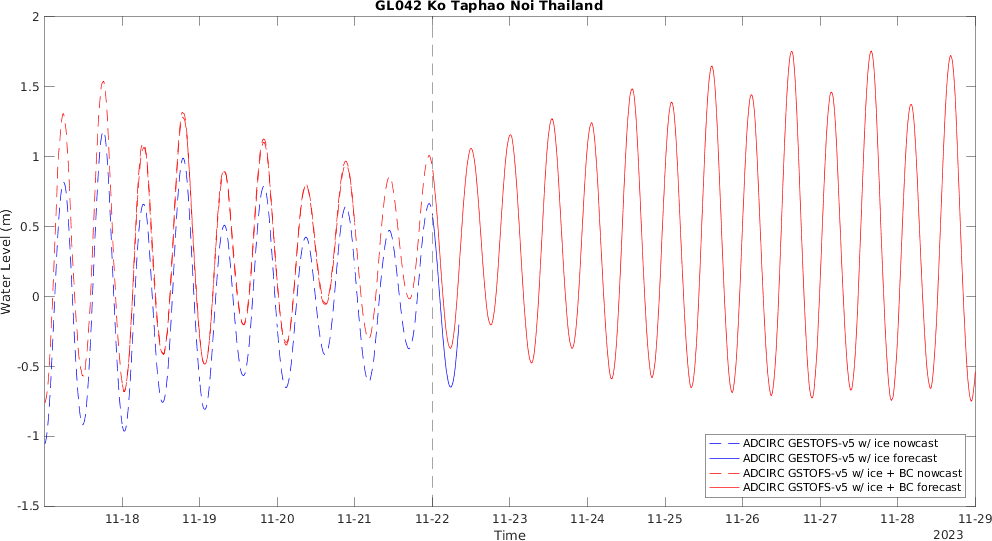 GL042 Ko Taphao Noi Thailand
Water Level (m)
2
1.5
1
0.5
0
-0.5
-1
-1.5
ADCIRC GESTOFS-v5 w/ ice nowcast
ADCIRC GESTOFS-v5 w/ ice forecast
ADCIRC GSTOFS-v5 w/ ice + BC nowcast
ADCIRC GSTOFS-v5 w/ ice + BC forecast
11-18 11-19 11-20 11-21 11-22 11-23 11-24 11-25 11-26 11-27 11-28 11-29
Time
2023